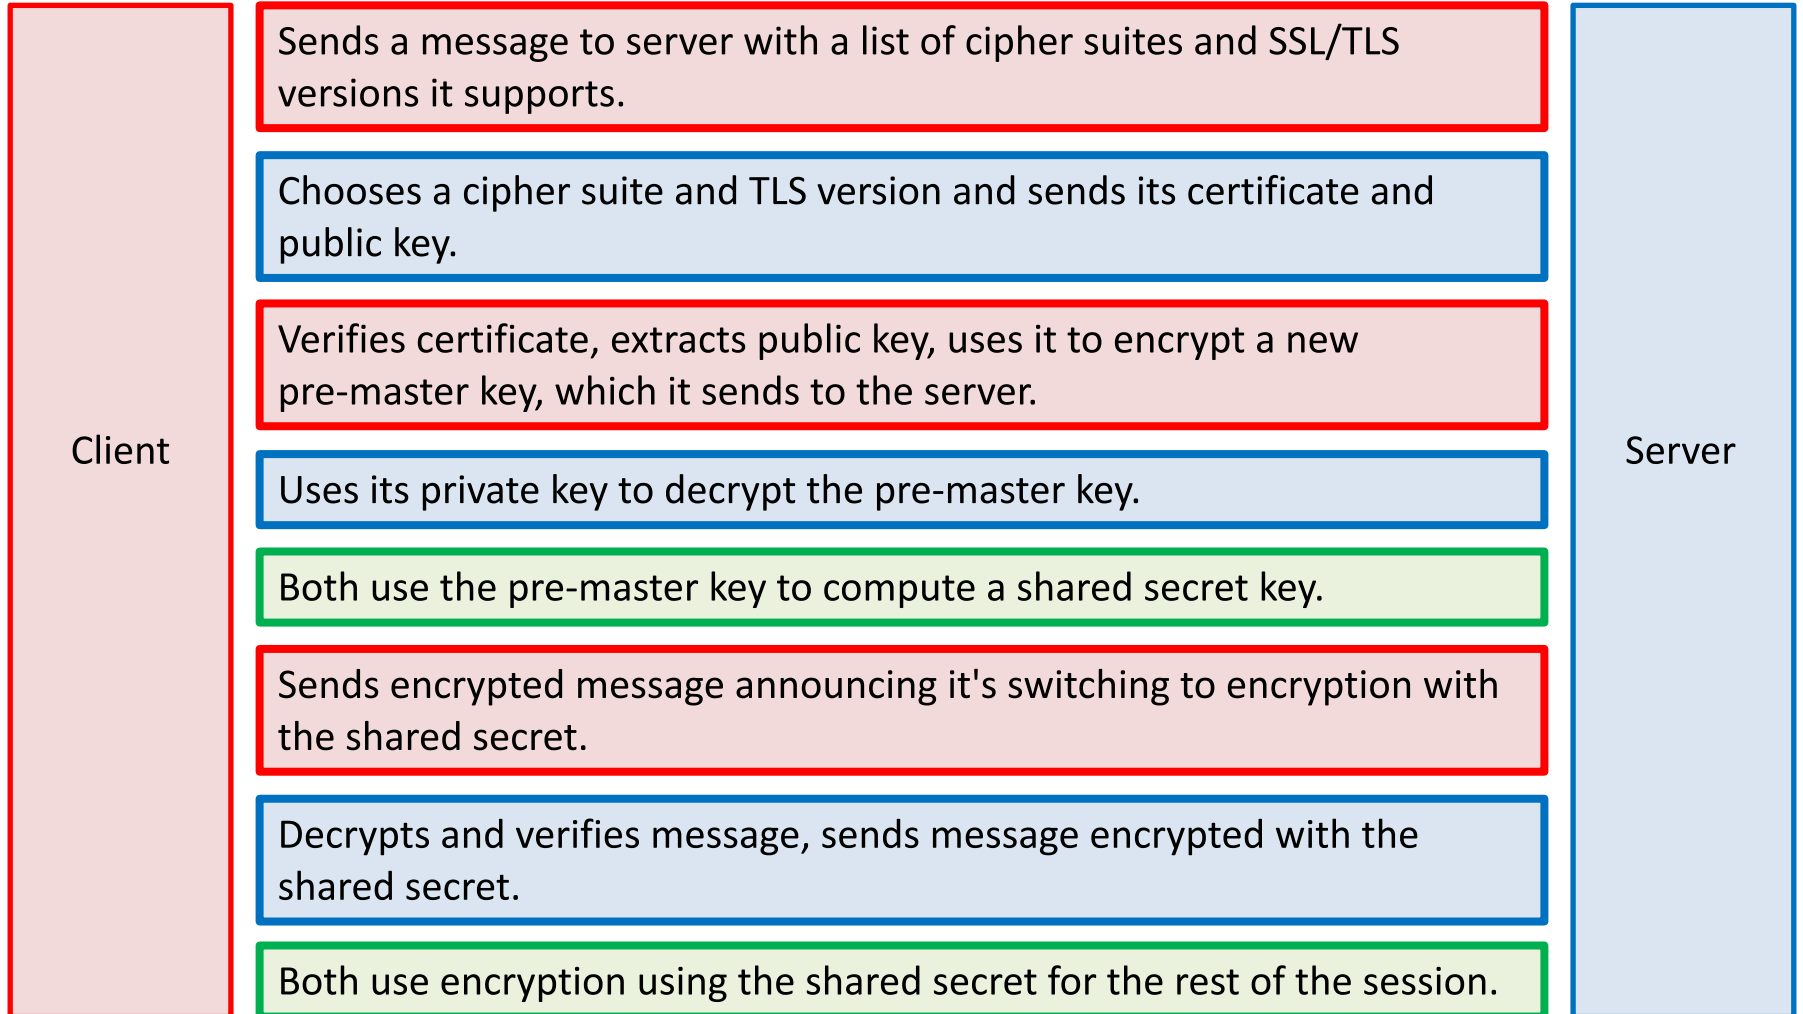 Sends a message to server with a list of cipher suites and SSL/TLS
versions it supports.
Chooses a cipher suite and TLS version and sends its certificate and
public key.
Verifies certificate, extracts public key, uses it to encrypt a new
pre-master key, which it sends to the server.
Client
Server
Uses its private key to decrypt the pre-master key.
Both use the pre-master key to compute a shared secret key.
Sends encrypted message announcing it's switching to encryption with
the shared secret.
Decrypts and verifies message, sends message encrypted with the
shared secret.
Both use encryption using the shared secret for the rest of the session.